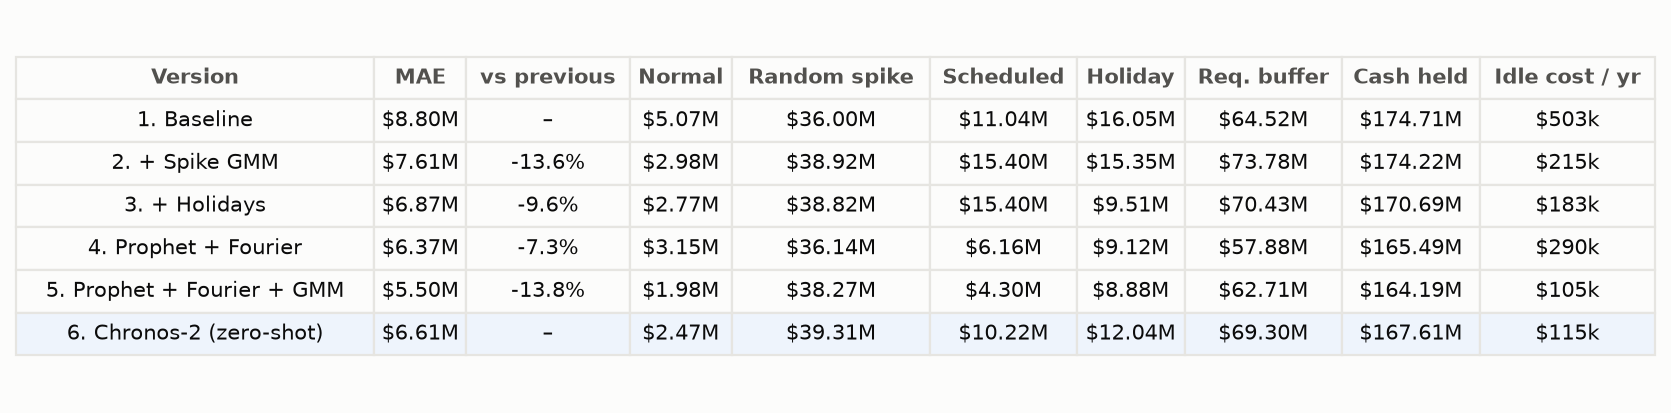 Version MAE vs previous Normal Random spike Scheduled Holiday Req. buffer Cash held Idle cost / yr
1. Baseline $8.80M – $5.07M $36.00M $11.04M $16.05M $64.52M $174.71M $503k
2. + Spike GMM $7.61M -13.6% $2.98M $38.92M $15.40M $15.35M $73.78M $174.22M $215k
3. + Holidays $6.87M -9.6% $2.77M $38.82M $15.40M $9.51M $70.43M $170.69M $183k
4. Prophet + Fourier $6.37M -7.3% $3.15M $36.14M $6.16M $9.12M $57.88M $165.49M $290k
5. Prophet + Fourier + GMM $5.50M -13.8% $1.98M $38.27M $4.30M $8.88M $62.71M $164.19M $105k
6. Chronos-2 (zero-shot) $6.61M – $2.47M $39.31M $10.22M $12.04M $69.30M $167.61M $115k